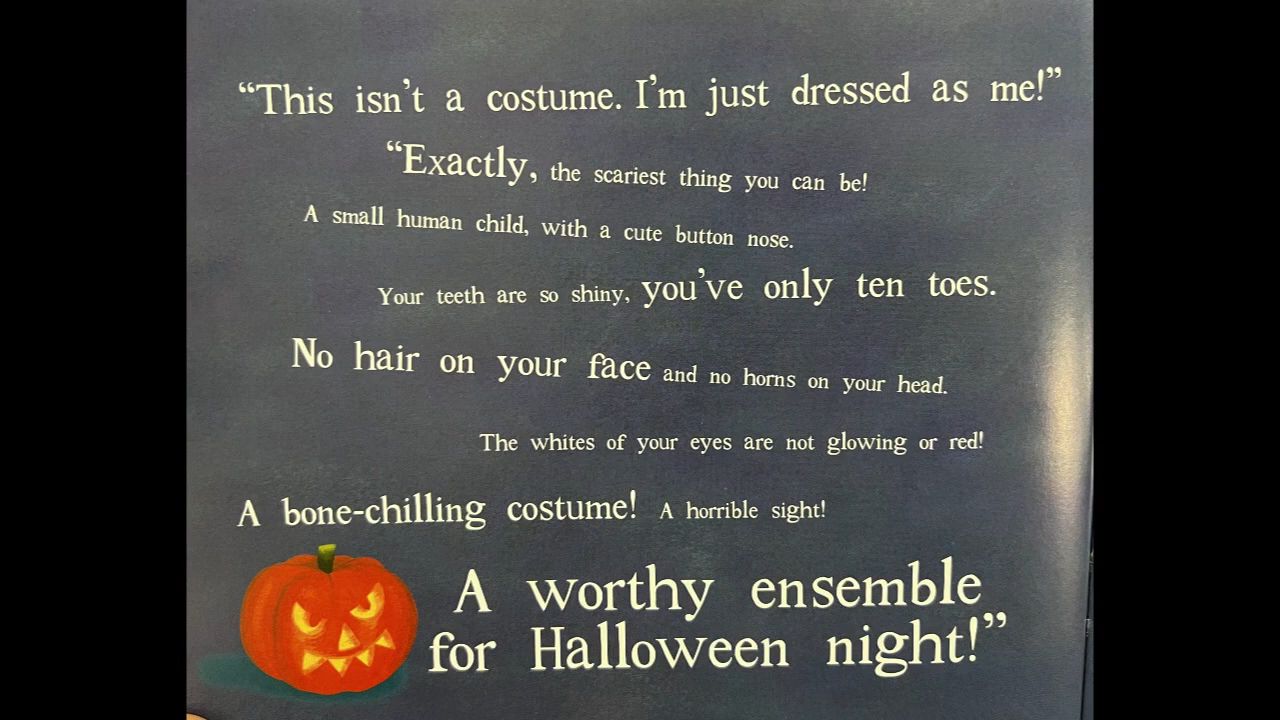 “This isn’t a costume. I’m just dressed as me!”
“Exactly, the scariest thing you can be!
A small human child, with a cute button nose.
Your teeth are so shiny, you’ve only ten toes.
No hair on your face and no horns on your head.
The whites of your eyes are not glowing or red!
A bone-chilling costume! A horrible sight!
A worthy ensemble
for Halloween night!”